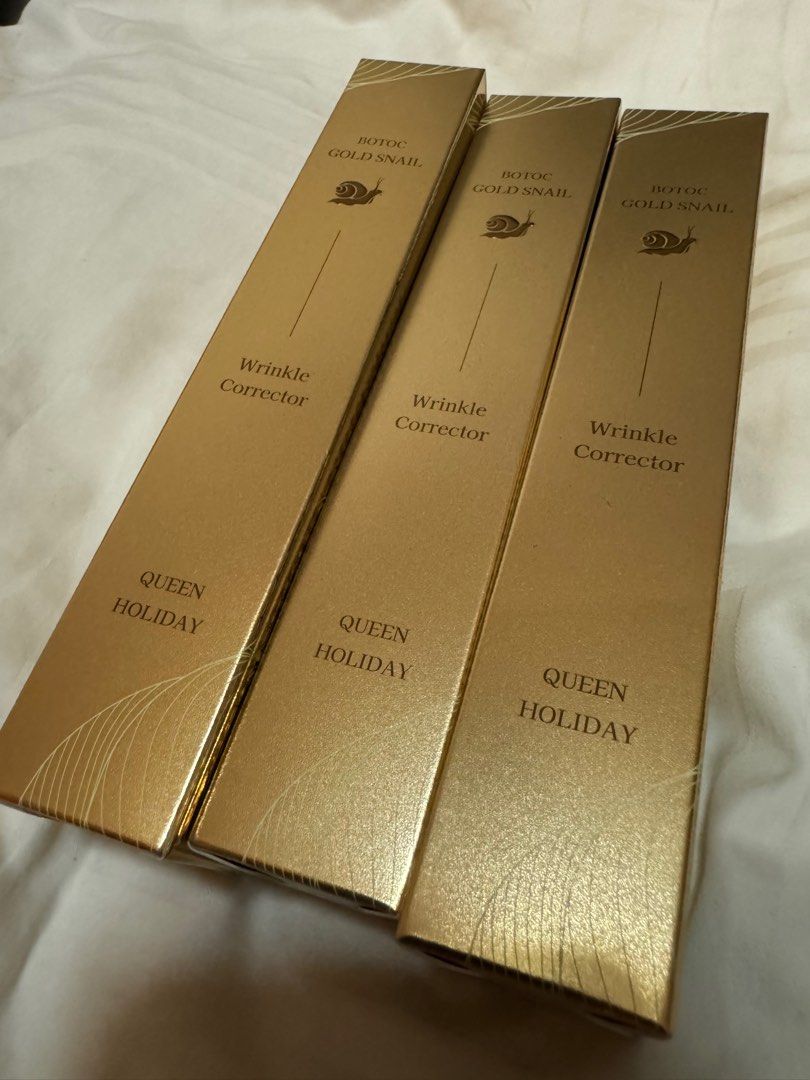 BOTOC
GOLD SNAIL
Wrinkle
Corrector
QUEEN
HOLIDAY
BOTOC
GOLD SNAIL
Wrinkle
Corrector
QUEEN
HOLIDAY
BOTOC
GOLD SNAIL
Wrinkle
Corrector
QUEEN
HOLIDAY